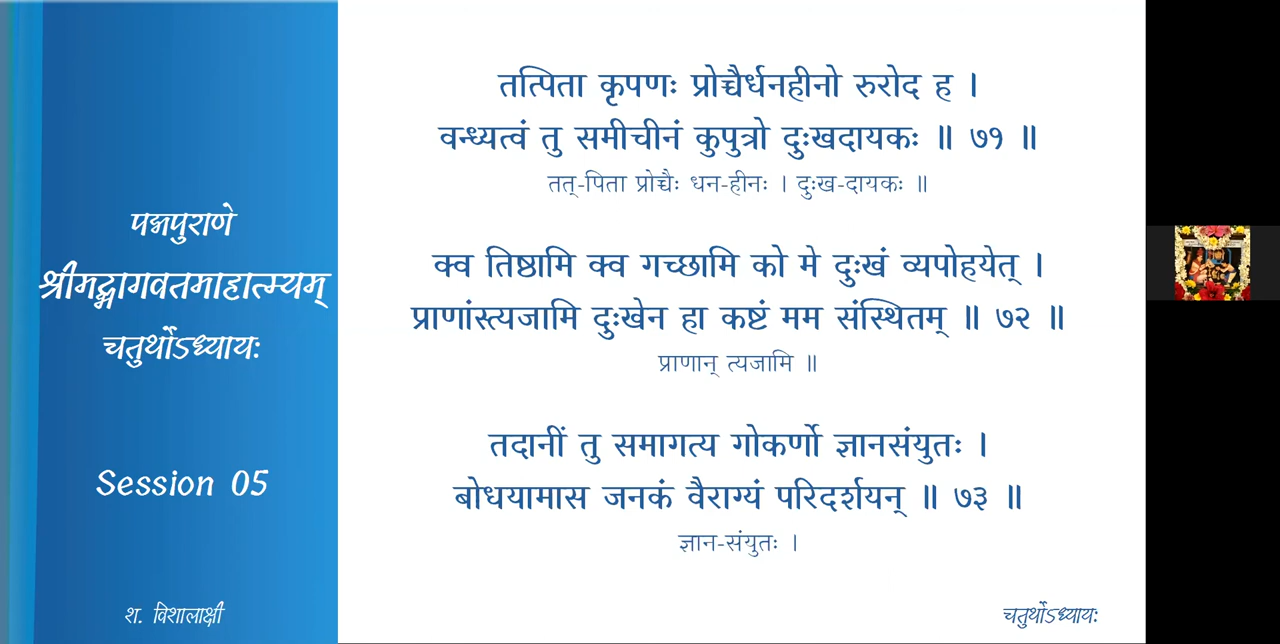 पद्मपुराणे
श्रीमद्भागवतमाहात्म्यम्
चतुर्थोऽध्यायः
Session 05
श. विशालाक्षी
तत्पिता कृपणः प्रोच्चैर्धनहीनो रुरोद ह ।
वन्ध्यत्वं तु समीचीनं कुपुत्रो दुःखदायकः ॥ ७१ ॥
तत्-पिता प्रोच्चैः धन-हीनः । दुःख-दायकः ॥
क्व तिष्ठामि क्व गच्छामि को मे दुःखं व्यपोहयेत् ।
प्राणांस्त्यजामि दुःखेन हा कष्टं मम संस्थितम् ॥ ७२ ॥
प्राणान् त्यजामि ॥
तदानीं तु समागत्य गोकर्णो ज्ञानसंयुतः ।
बोधयामास जनकं वैराग्यं परिदर्शयन् ॥ ७३ ॥
ज्ञान-संयुतः ।
चतुर्थोऽध्यायः